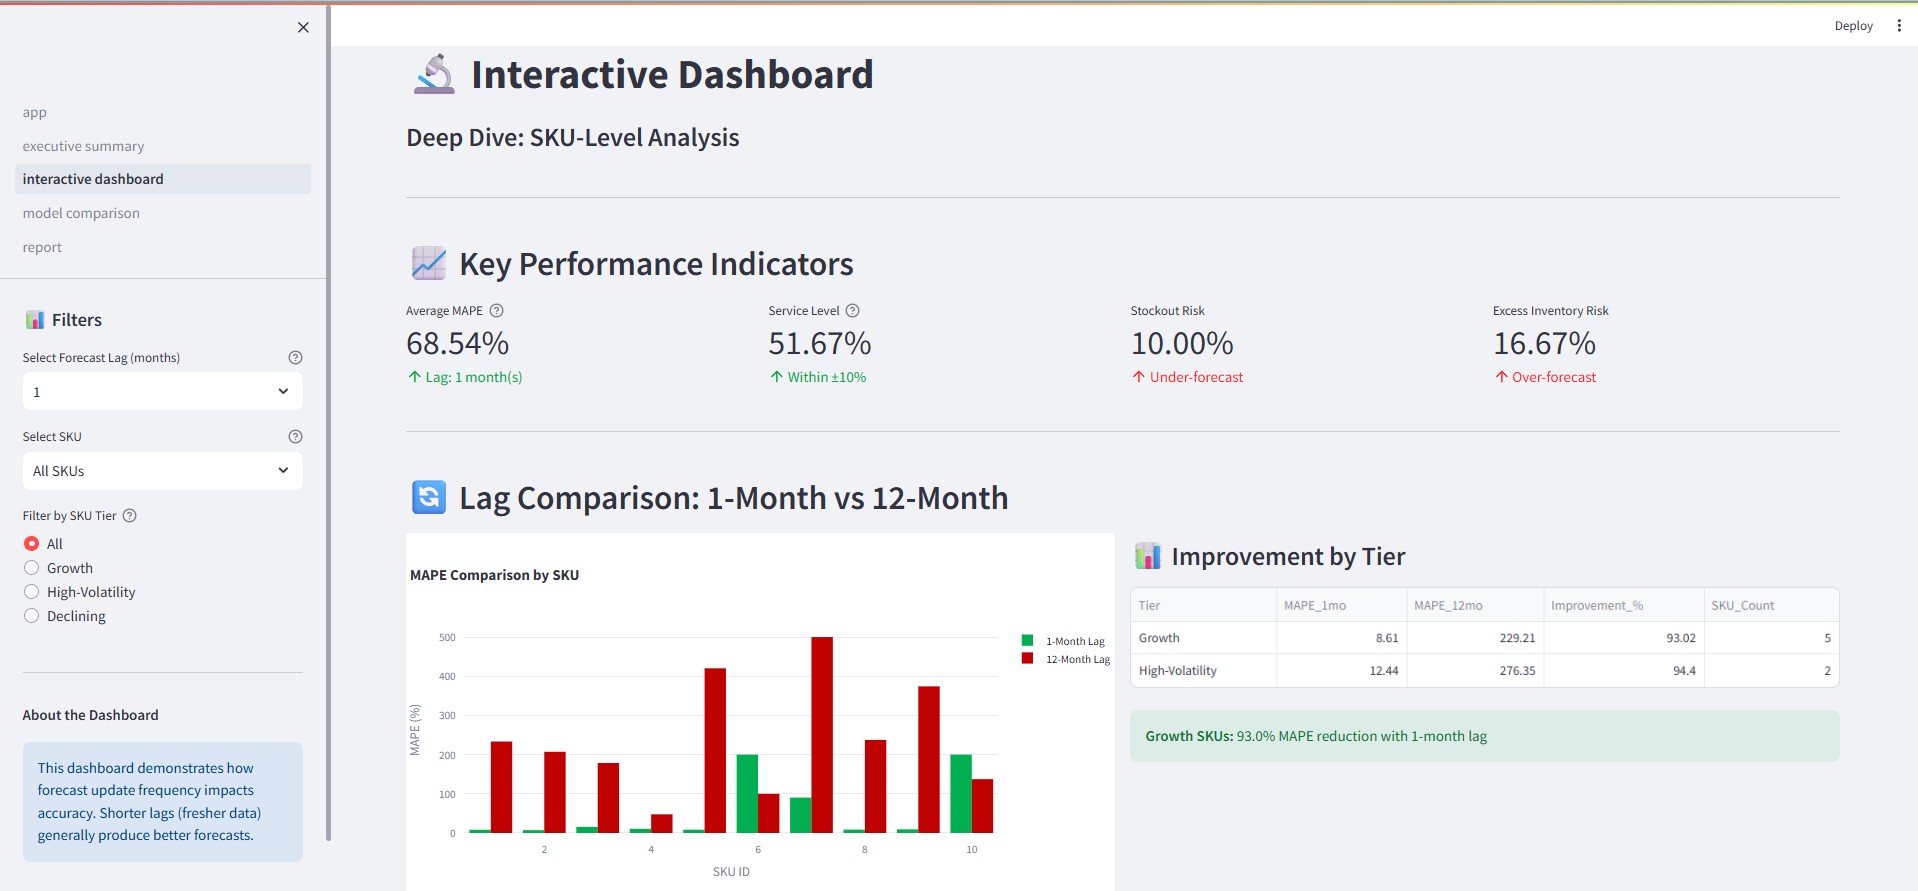 Deploy
app
executive summary
interactive dashboard
model comparison
report
Filters
Select Forecast Lag (months)
1
Select SKU
All SKUs
Filter by SKU Tier
All
Growth
High-Volatility
Declining
About the Dashboard
This dashboard demonstrates how
forecast update frequency impacts
accuracy. Shorter lags (fresher data)
generally produce better forecasts.
Interactive Dashboard
Deep Dive: SKU-Level Analysis
Key Performance Indicators
Average MAPE
68.54%
↑ Lag: 1 month(s)
Service Level
51.67%
↑ Within ±10%
Stockout Risk
10.00%
↑ Under-forecast
Excess Inventory Risk
16.67%
↑ Over-forecast
Lag Comparison: 1-Month vs 12-Month
MAPE Comparison by SKU
500
400
300
200
100
0
MAPE (%)
2 4 6 8 10
SKU ID
1-Month Lag
12-Month Lag
Improvement by Tier
Tier MAPE_1mo MAPE_12mo Improvement_% SKU_Count
Growth 8.61 229.21 93.02 5
High-Volatility 12.44 276.35 94.4 2
Growth SKUs: 93.0% MAPE reduction with 1-month lag